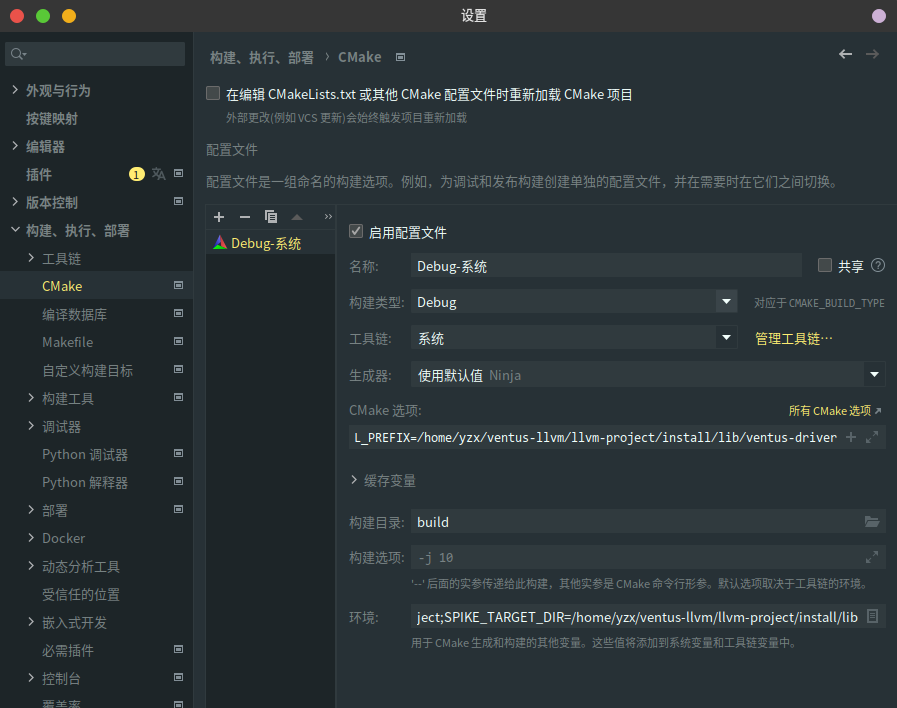 设置
外观与行为
按键映射
编辑器
插件 1
版本控制
构建、执行、部署
工具链
CMake
编译数据库
Makefile
自定义构建目标
构建工具
调试器
Python 调试器
Python 解释器
部署
Docker
动态分析工具
受信任的位置
嵌入式开发
必需插件
控制台
覆盖率
构建、执行、部署 › CMake
在编辑 CMakeLists.txt 或其他 CMake 配置文件时重新加载 CMake 项目
外部更改(例如 VCS 更新)会始终触发项目重新加载
配置文件
配置文件是一组命名的构建选项。例如，为调试和发布构建创建单独的配置文件，并在需要时在它们之间切换。
Debug-系统
启用配置文件
名称: Debug-系统 共享
构建类型: Debug 对应于 CMAKE_BUILD_TYPE
工具链: 系统 管理工具链…
生成器: 使用默认值 Ninja
CMake 选项: 所有 CMake 选项
L_PREFIX=/home/yzx/ventus-llvm/llvm-project/install/lib/ventus-driver
缓存变量
构建目录: build
构建选项: -j 10
'--' 后面的实参传递给此构建，其他实参是 CMake 命令行形参。默认选项取决于工具链的环境。
环境: ject;SPIKE_TARGET_DIR=/home/yzx/ventus-llvm/llvm-project/install/lib
用于 CMake 生成和构建的其他变量。这些值将添加到系统变量和工具链变量中。